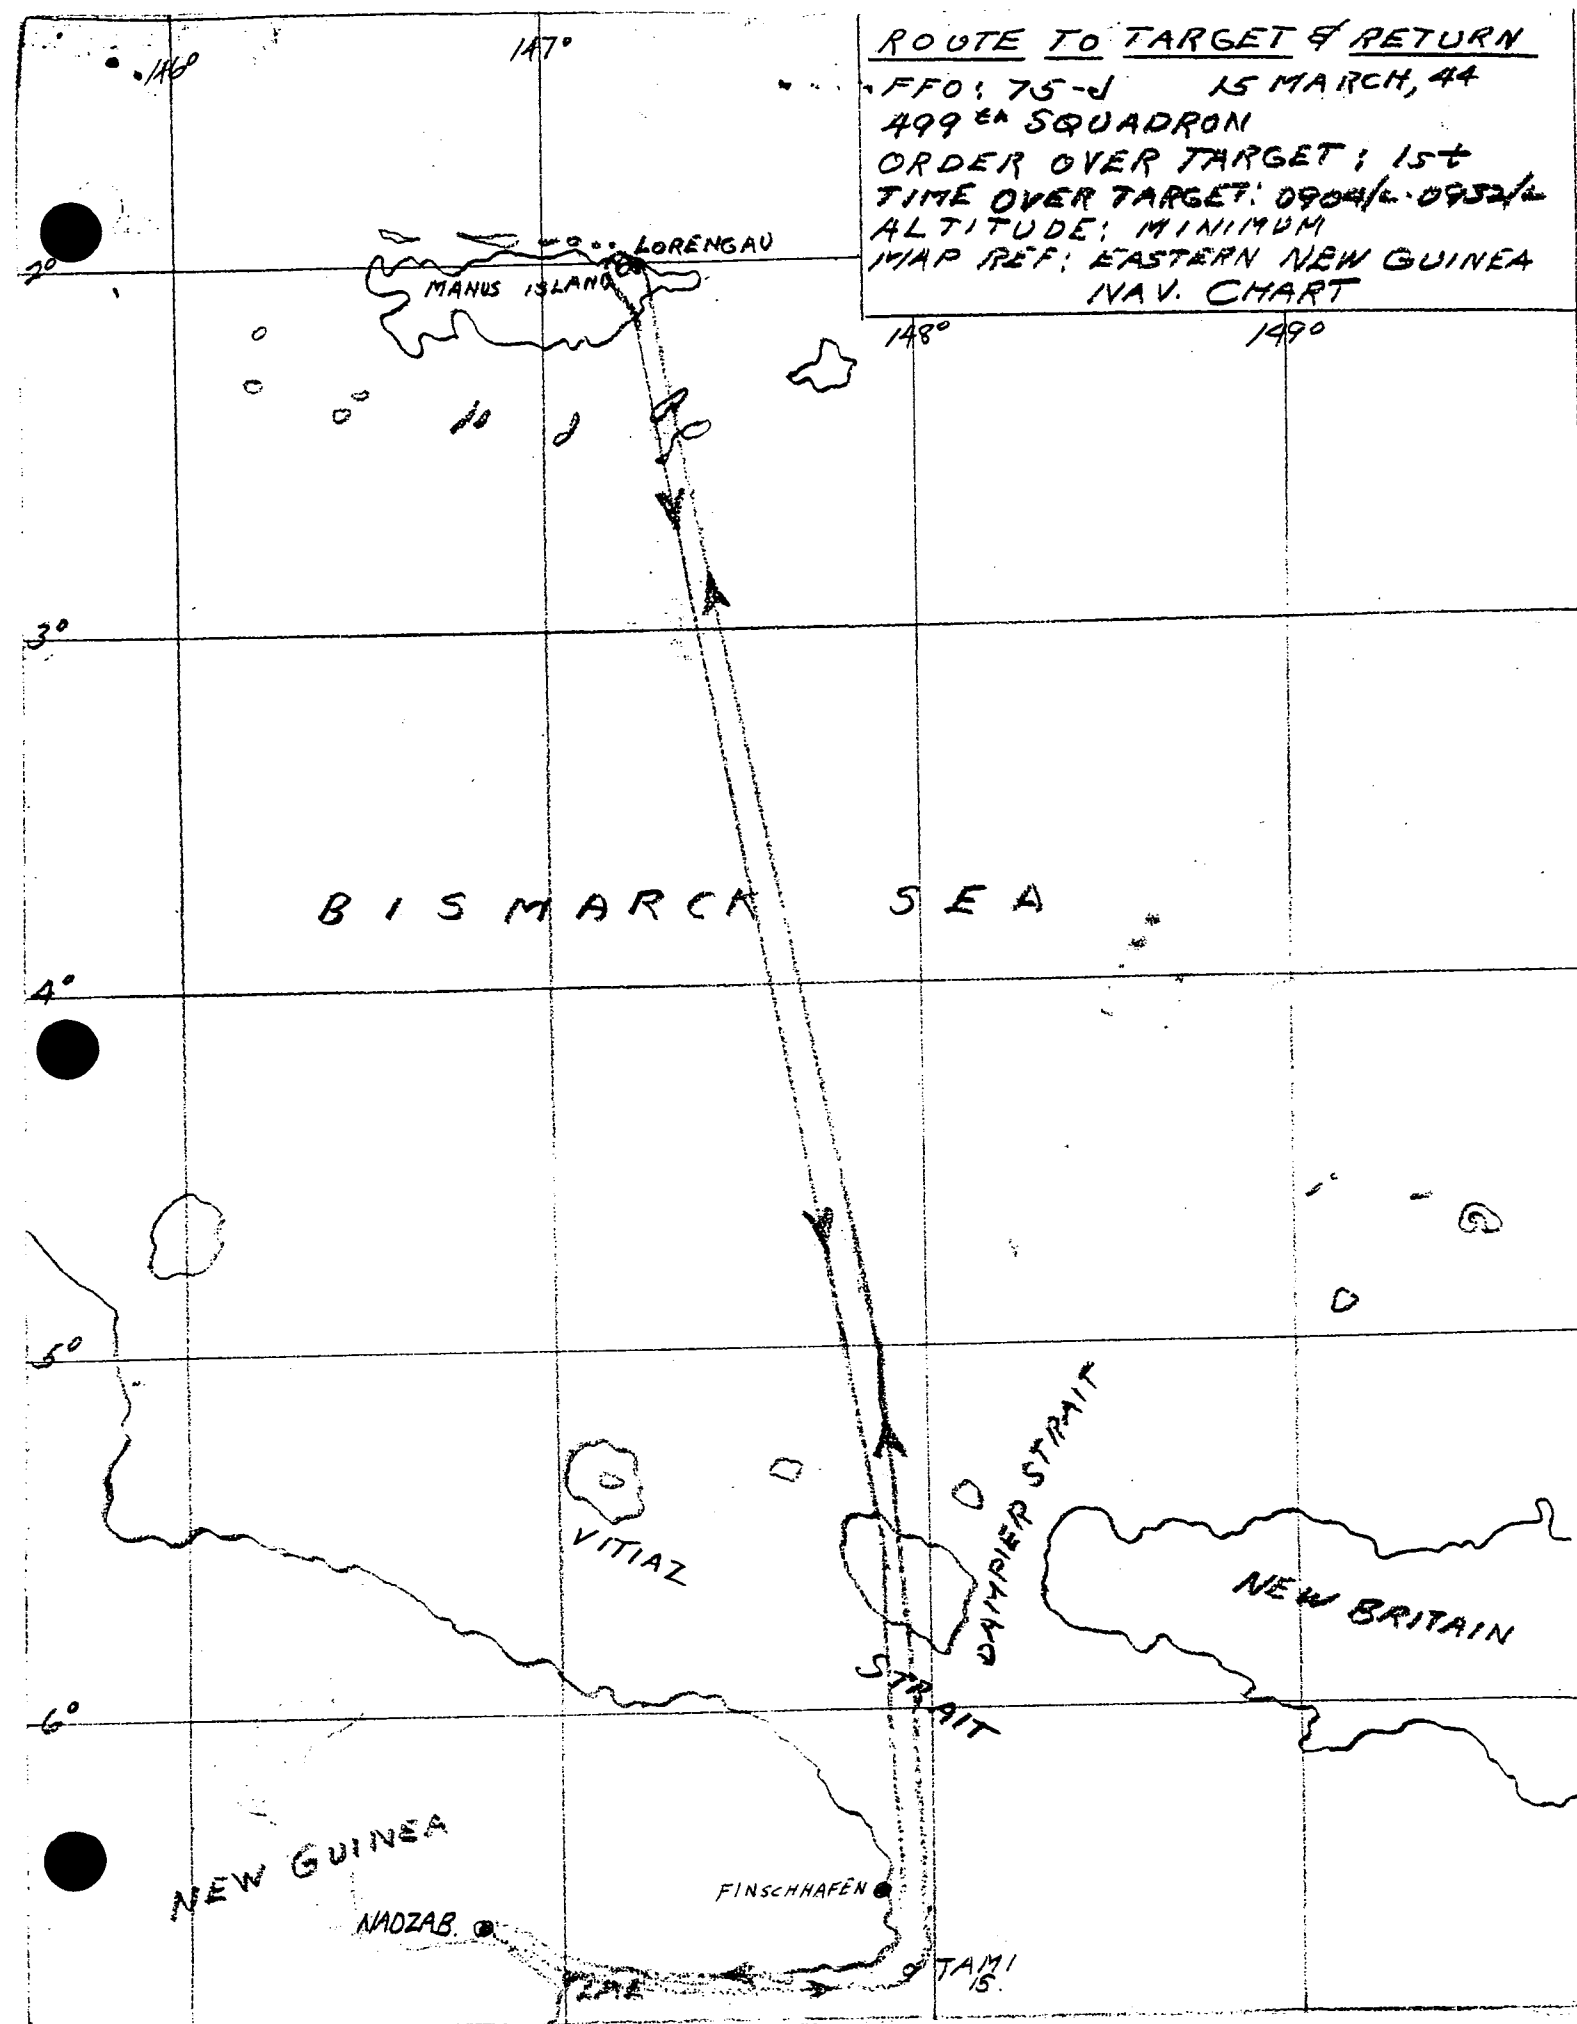 ROUTE TO TARGET & RETURN
FFO: 75-J 15 MARCH, 44
499th SQUADRON
ORDER OVER TARGET: 1st
TIME OVER TARGET: 0904/L-0932/L
ALTITUDE: MINIMUM
MAP REF: EASTERN NEW GUINEA
NAV. CHART
146° 147°
148° 149°
2°
LORENGAU
MANUS ISLAND
3°
BISMARCK SEA
4°
5°
DAMPIER STRAIT
VITIAZ
STRAIT
NEW BRITAIN
6°
NEW GUINEA
FINSCHHAFEN
NADZAB.
LAE
TAMI
IS.